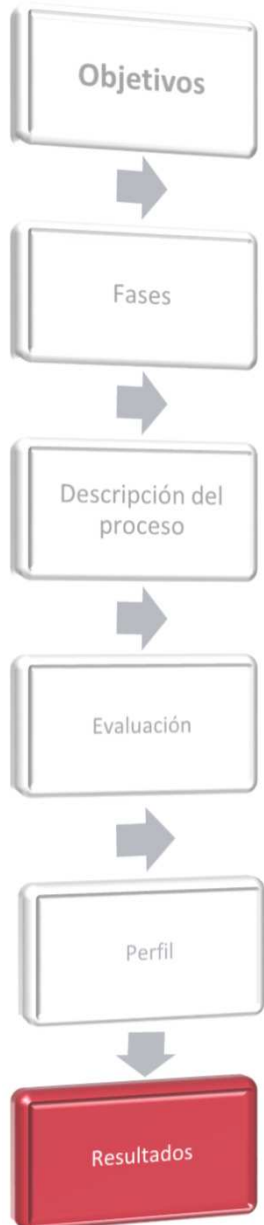 Objetivos
Fases
Descripción del
proceso
Evaluación
Perfil
Resultados